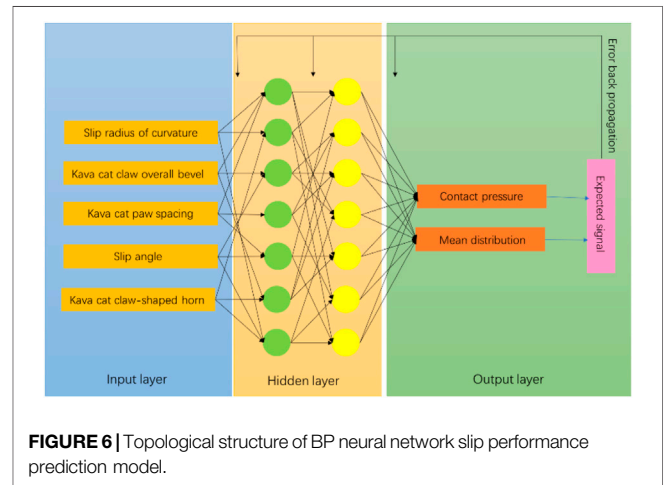 Slip radius of curvature
Kava cat claw overall bevel
Kava cat paw spacing
Slip angle
Kava cat claw-shaped horn
Input layer
Hidden layer
Contact pressure
Mean distribution
Output layer
Expected signal
Error back propagation
FIGURE 6 | Topological structure of BP neural network slip performance
prediction model.